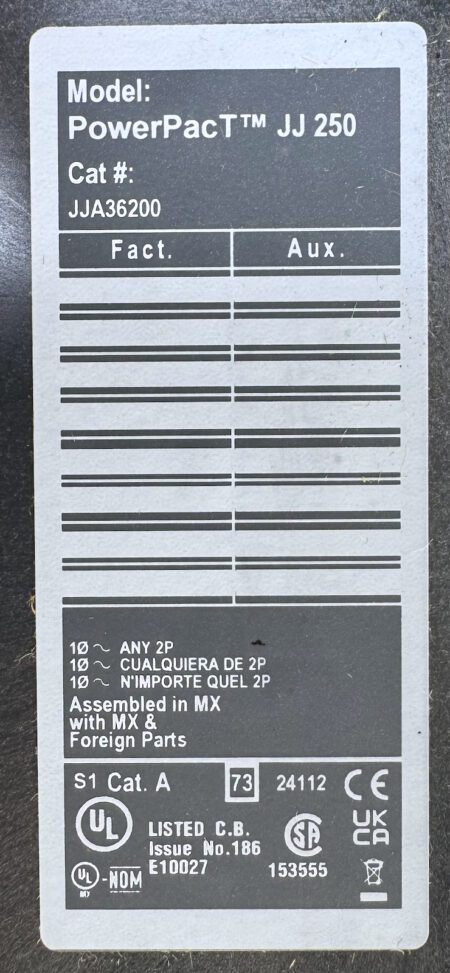 Model:
PowerPacT™ JJ 250
Cat #:
JJA36200
Fact. Aux.
1Ø ~ ANY 2P
1Ø ~ CUALQUIERA DE 2P
1Ø ~ N'IMPORTE QUEL 2P
Assembled in MX
with MX &
Foreign Parts
S1 Cat. A 73 24112 CE
UL LISTED C.B. SA UK CA
Issue No.186
UL -NOM E10027 153555